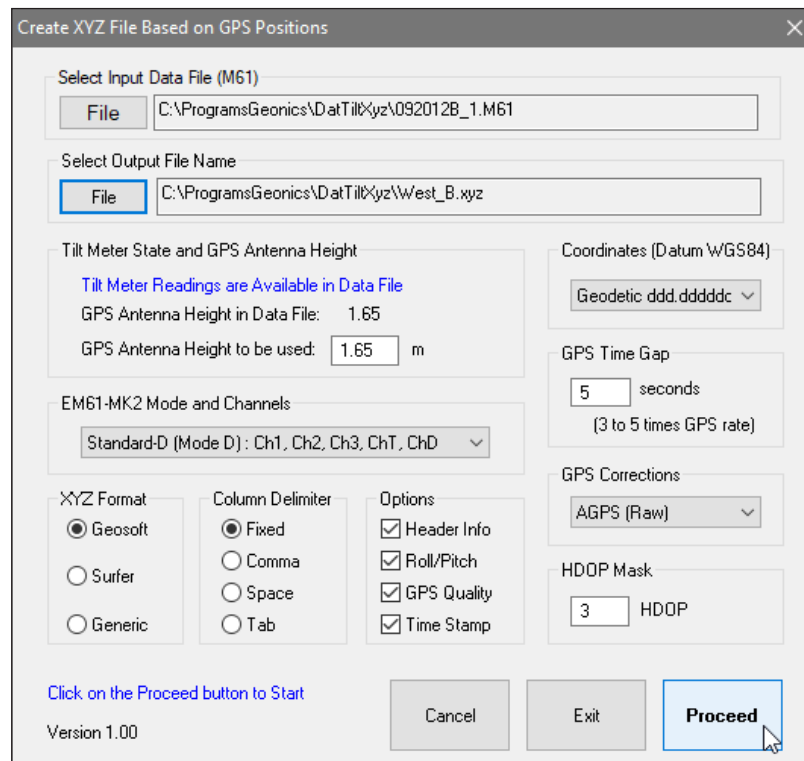 Create XYZ File Based on GPS Positions
Select Input Data File (M61)
File
C:\ProgramsGeonics\DatTiltXyz\092012B_1.M61
Select Output File Name
File
C:\ProgramsGeonics\DatTiltXyz\West_B.xyz
Tilt Meter State and GPS Antenna Height
Tilt Meter Readings are Available in Data File
GPS Antenna Height in Data File: 1.65
GPS Antenna Height to be used: 1.65 m
Coordinates (Datum WGS84)
Geodetic ddd.dddddc
GPS Time Gap
5 seconds
(3 to 5 times GPS rate)
EM61-MK2 Mode and Channels
Standard-D (Mode D) : Ch1, Ch2, Ch3, ChT, ChD
GPS Corrections
AGPS (Raw)
XYZ Format
Geosoft
Surfer
Generic
Column Delimiter
Fixed
Comma
Space
Tab
Options
Header Info
Roll/Pitch
GPS Quality
Time Stamp
HDOP Mask
3 HDOP
Click on the Proceed button to Start
Version 1.00
Cancel
Exit
Proceed